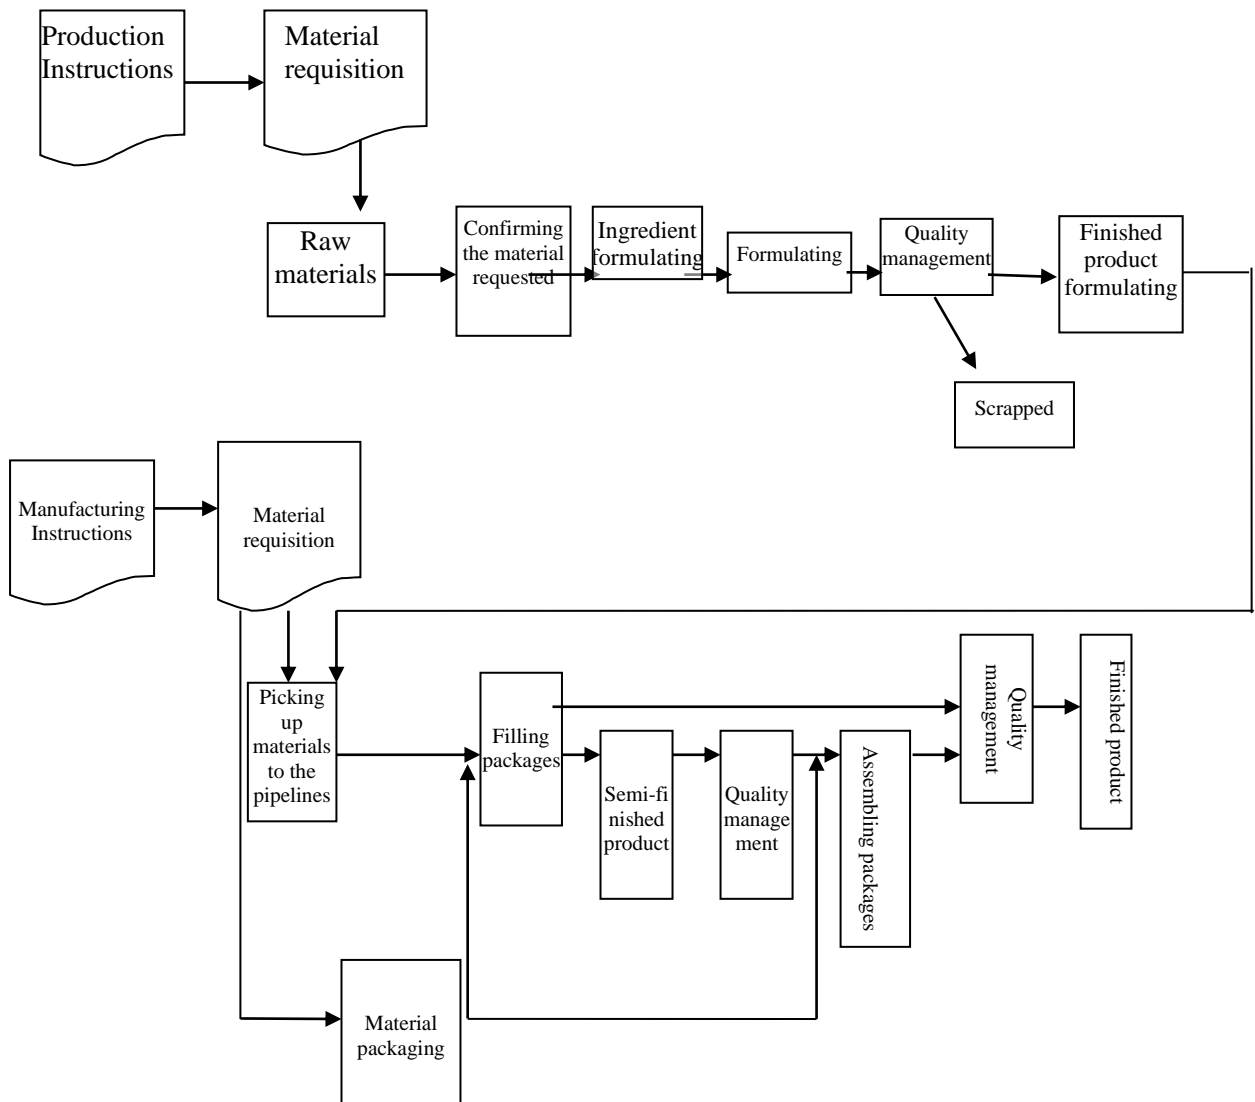 Production
Instructions
Material
requisition
Raw
materials
Confirming
the material
requested
Ingredient
formulating
Formulating
Quality
management
Finished
product
formulating
Scrapped
Manufacturing
Instructions
Material
requisition
Picking
up
materials
to the
pipelines
Filling
packages
Semi-fi
nished
product
Quality
manage
ment
Assembling packages
Quality
management
Finished product
Material
packaging